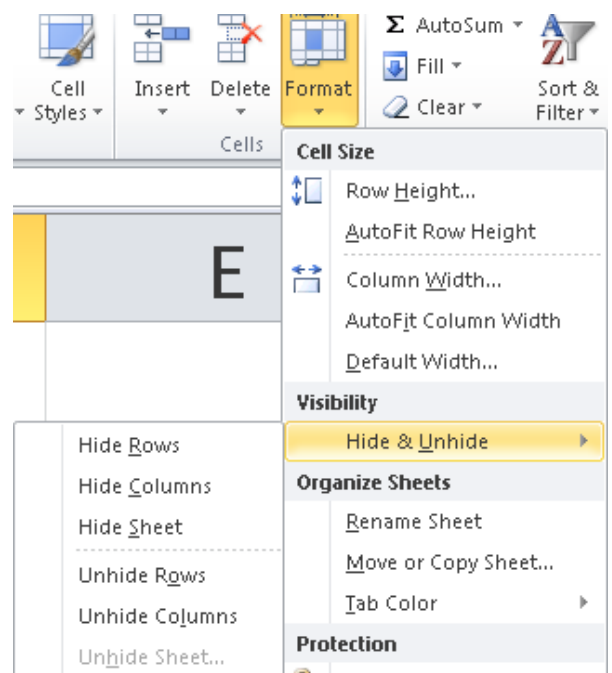 Σ AutoSum
Fill
Clear
Cell
Styles
Insert
Delete
Format
Sort &
Filter
Cells
Cell Size
Row Height...
AutoFit Row Height
Column Width...
AutoFit Column Width
Default Width...
E
Visibility
Hide & Unhide
Hide Rows
Hide Columns
Hide Sheet
Unhide Rows
Unhide Columns
Unhide Sheet...
Organize Sheets
Rename Sheet
Move or Copy Sheet...
Tab Color
Protection